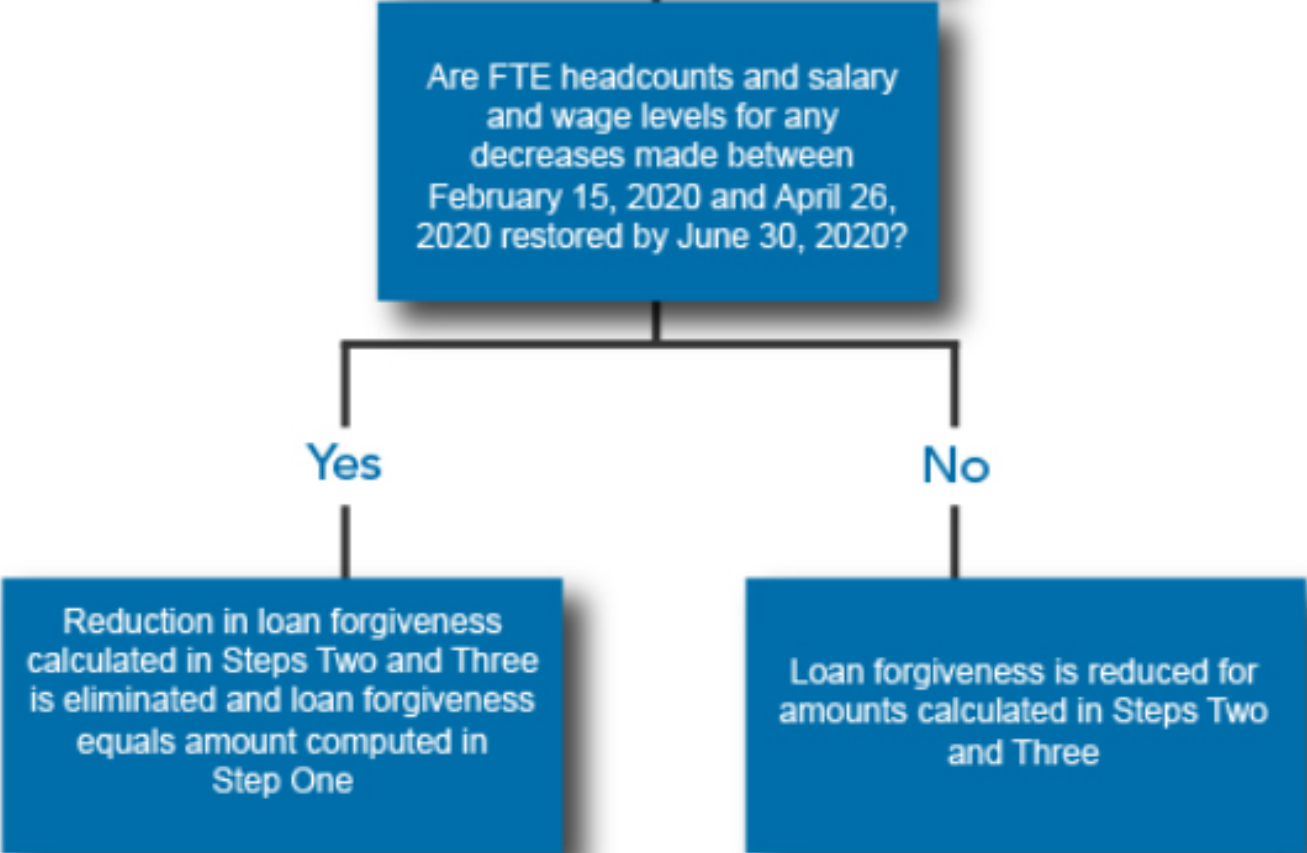 Are FTE headcounts and salary
and wage levels for any
decreases made between
February 15, 2020 and April 26,
2020 restored by June 30, 2020?
Yes
No
Reduction in loan forgiveness
calculated in Steps Two and Three
is eliminated and loan forgiveness
equals amount computed in
Step One
Loan forgiveness is reduced for
amounts calculated in Steps Two
and Three